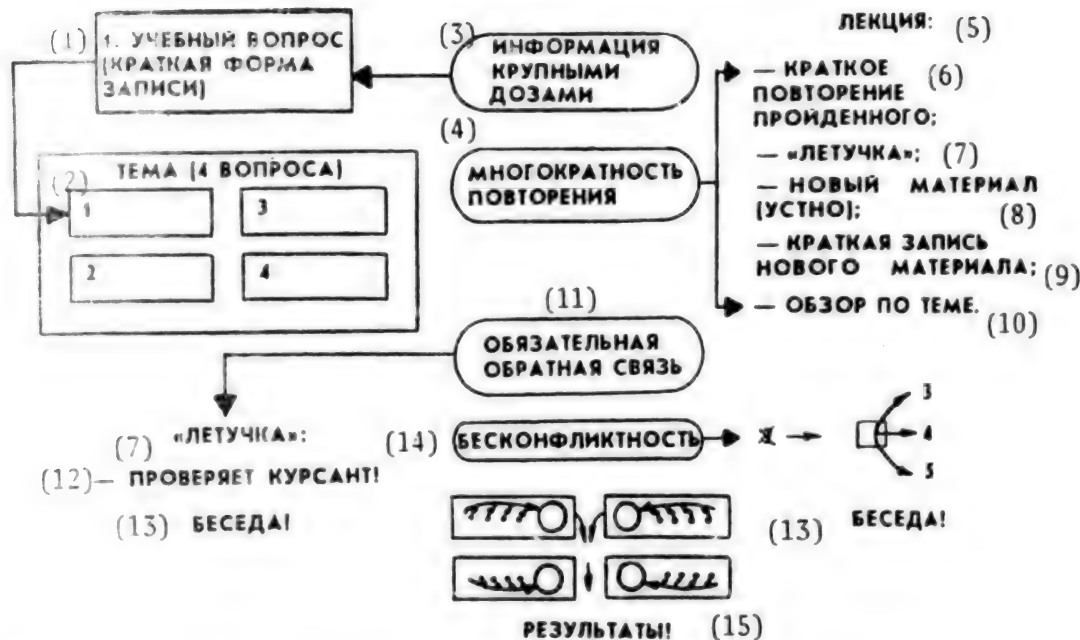 (1) 1. УЧЕБНЫЙ ВОПРОС
(КРАТКАЯ ФОРМА
ЗАПИСИ)
(3) ИНФОРМАЦИЯ
КРУПНЫМИ
ДОЗАМИ
ЛЕКЦИЯ: (5)
— КРАТКОЕ (6)
ПОВТОРЕНИЕ
ПРОЙДЕННОГО;
— «ЛЕТУЧКА»; (7)
— НОВЫЙ МАТЕРИАЛ
(УСТНО); (8)
— КРАТКАЯ ЗАПИСЬ
НОВОГО МАТЕРИАЛА; (9)
— ОБЗОР ПО ТЕМЕ. (10)
(4)
МНОГОКРАТНОСТЬ
ПОВТОРЕНИЯ
ТЕМА (4 ВОПРОСА)
(2)
1 3
2 4
(11)
ОБЯЗАТЕЛЬНАЯ
ОБРАТНАЯ СВЯЗЬ
(7) «ЛЕТУЧКА»:
(12) — ПРОВЕРЯЕТ КУРСАНТ!
(13) БЕСЕДА!
(14) БЕСКОНФЛИКТНОСТЬ
3
4
5
(13) БЕСЕДА!
РЕЗУЛЬТАТЫ! (15)